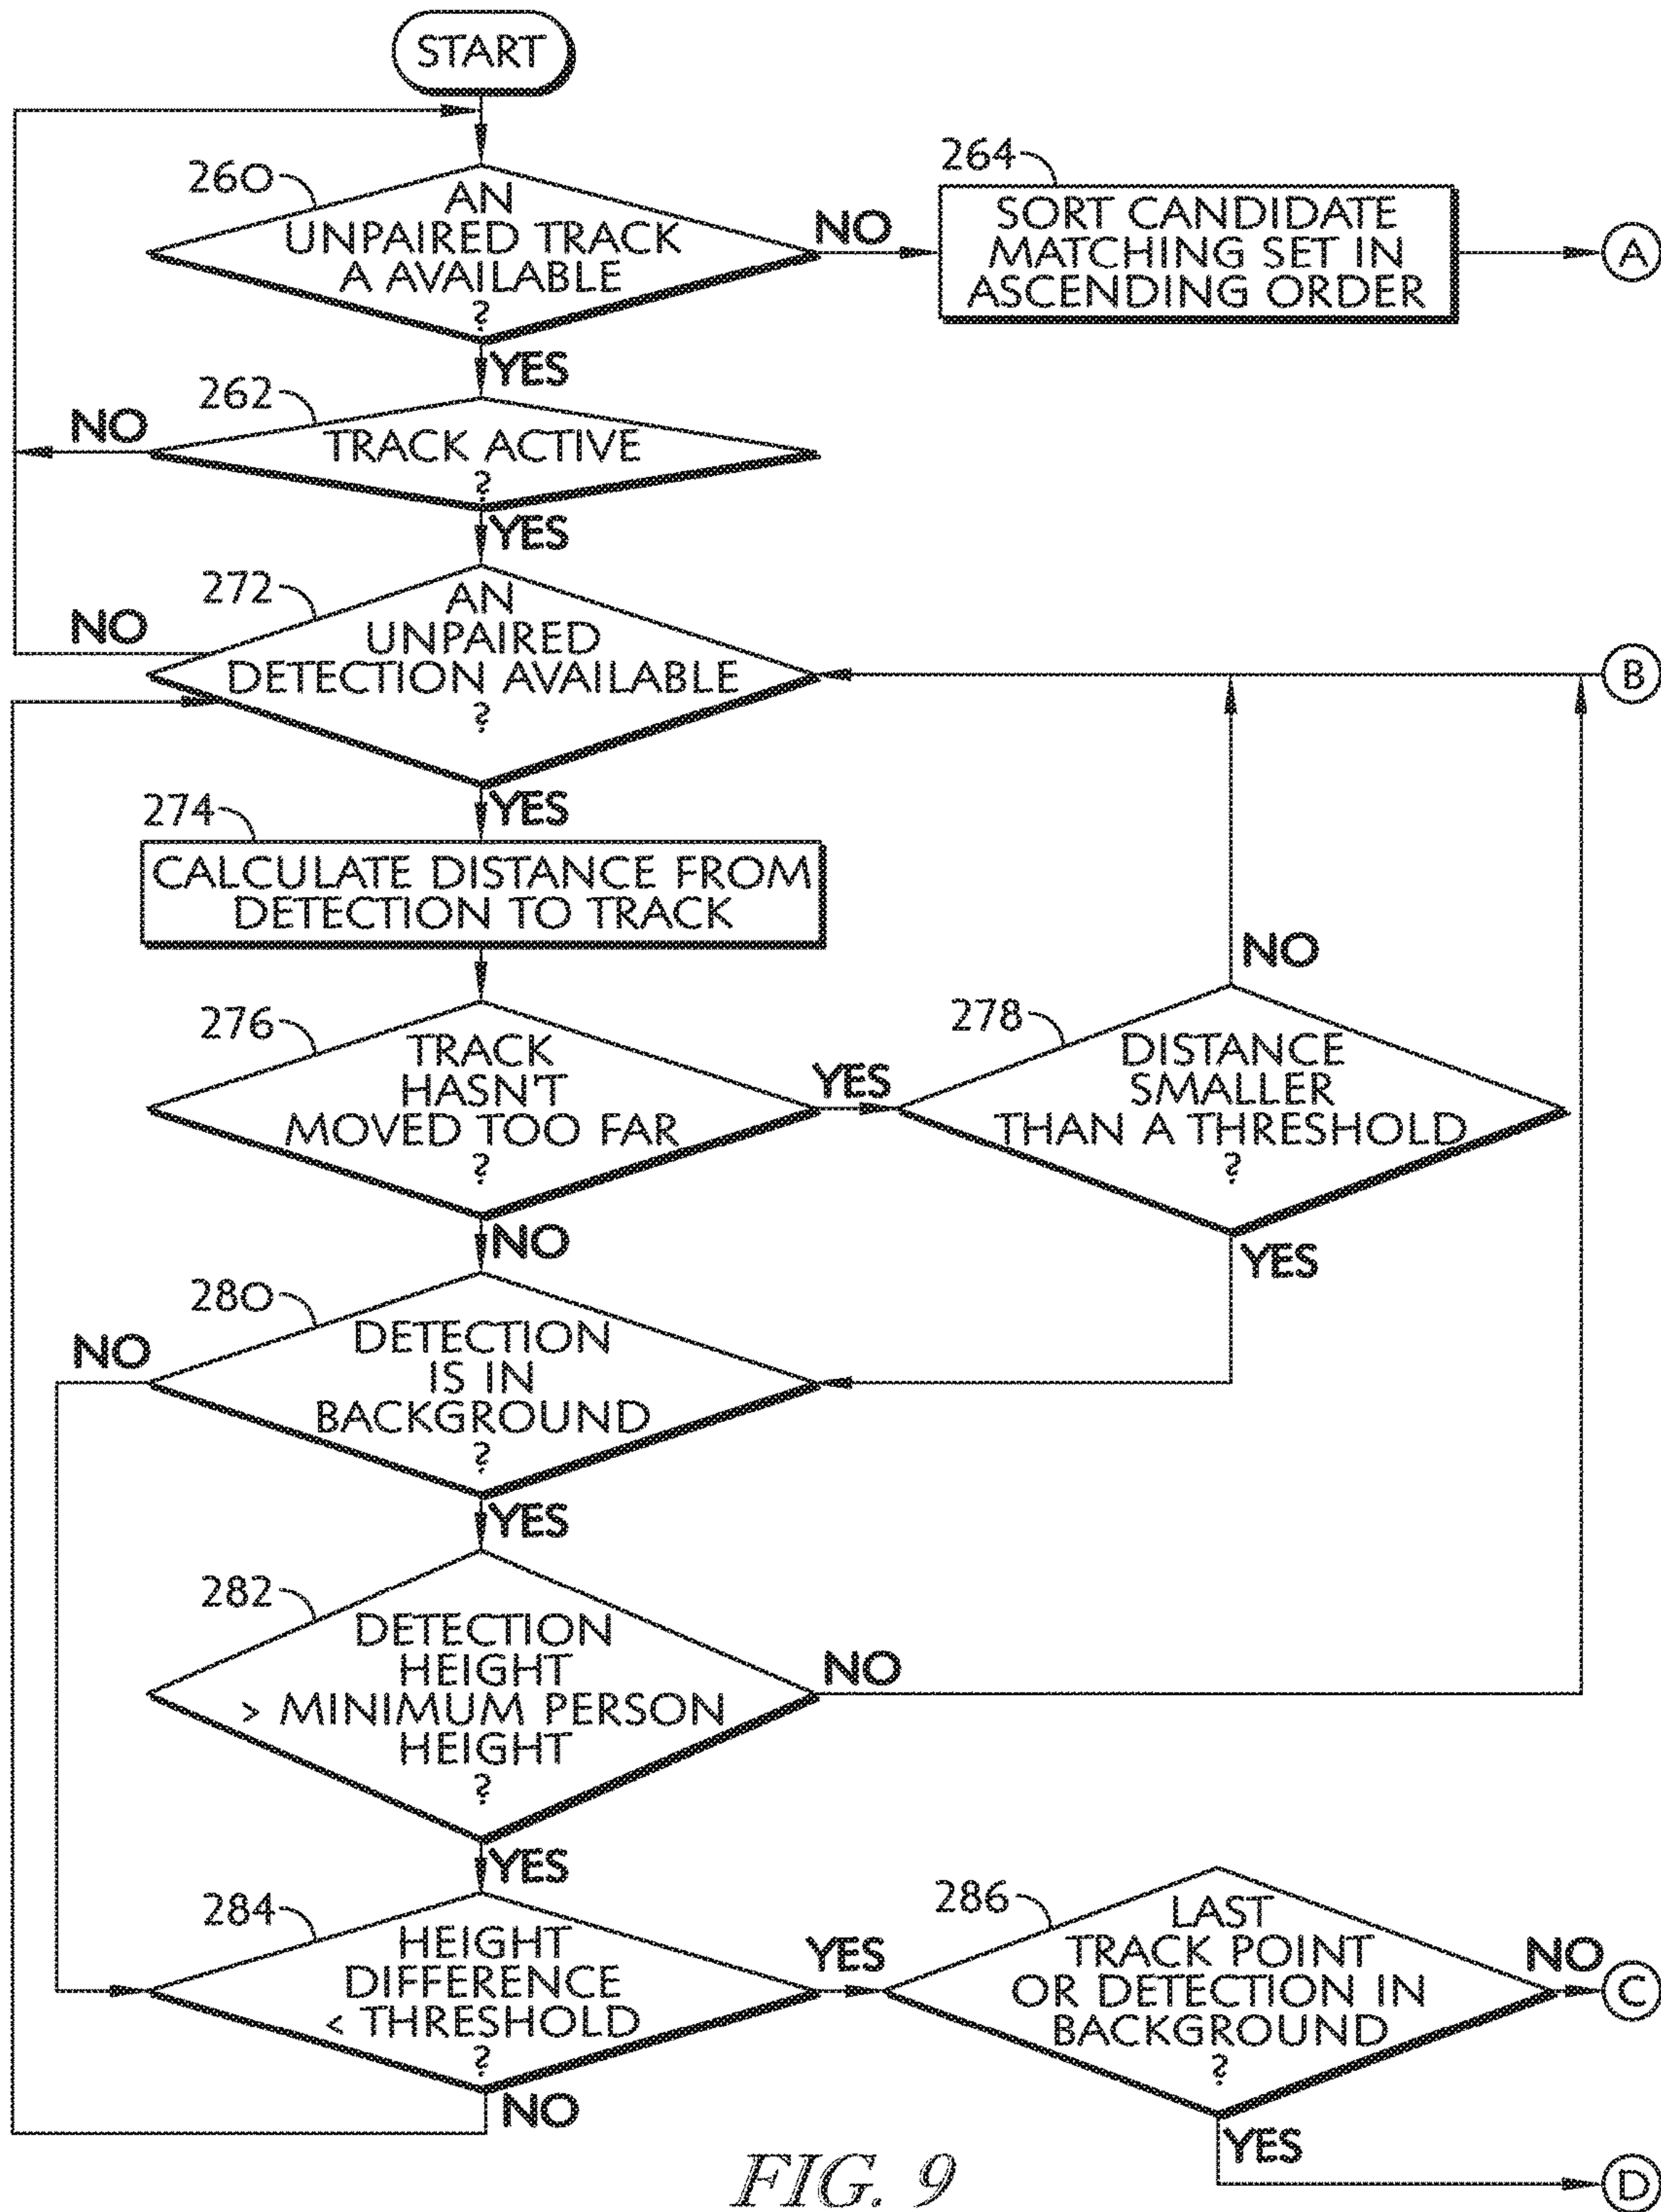 START
260
AN
UNPAIRED TRACK
A AVAILABLE
?
NO
264
SORT CANDIDATE
MATCHING SET IN
ASCENDING ORDER
A
YES
262
TRACK ACTIVE
?
NO
YES
272
AN
UNPAIRED
DETECTION AVAILABLE
?
NO
B
YES
274
CALCULATE DISTANCE FROM
DETECTION TO TRACK
276
TRACK
HASN'T
MOVED TOO FAR
?
YES
278
DISTANCE
SMALLER
THAN A THRESHOLD
?
NO
YES
NO
280
DETECTION
IS IN
BACKGROUND
?
NO
YES
282
DETECTION
HEIGHT
> MINIMUM PERSON
HEIGHT
?
NO
YES
284
HEIGHT
DIFFERENCE
< THRESHOLD
?
YES
NO
286
LAST
TRACK POINT
OR DETECTION IN
BACKGROUND
?
NO
C
YES
D
FIG. 9